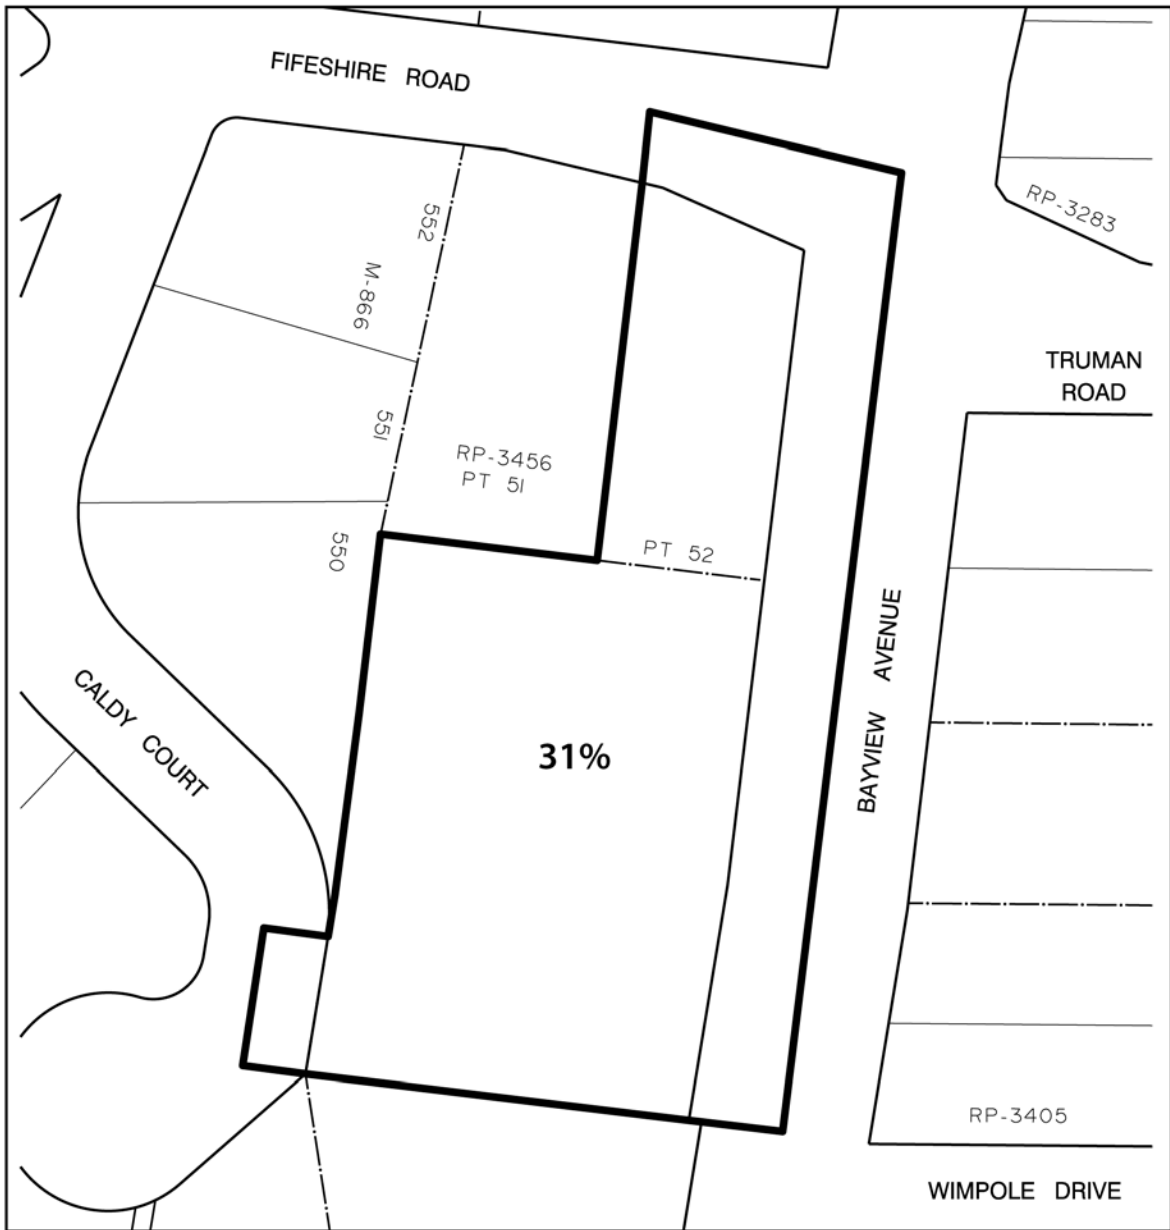 FIFESHIRE ROAD
RP-3283
552
M-866
TRUMAN
ROAD
551
RP-3456
PT 51
550
PT 52
BAYVIEW AVENUE
CALDY COURT
31%
RP-3405
WIMPOLE DRIVE